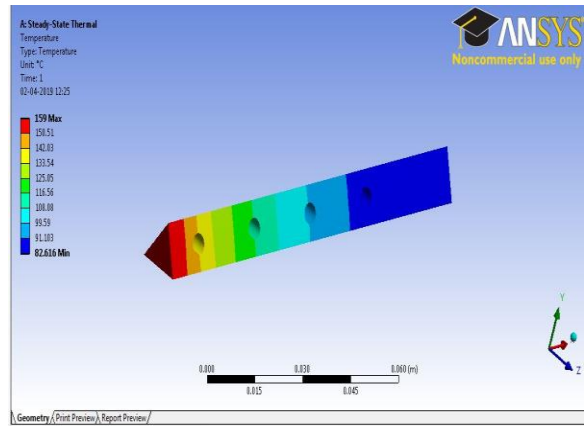 A: Steady-State Thermal
Temperature
Type: Temperature
Unit: °C
Time: 1
02-04-2019 12:25
159 Max
150.51
142.03
133.54
125.05
116.56
108.08
99.59
91.103
82.616 Min
ANSYS
Noncommercial use only
Y
Z
0.000
0.030
0.060 (m)
0.015
0.045
Geometry
Print Preview
Report Preview